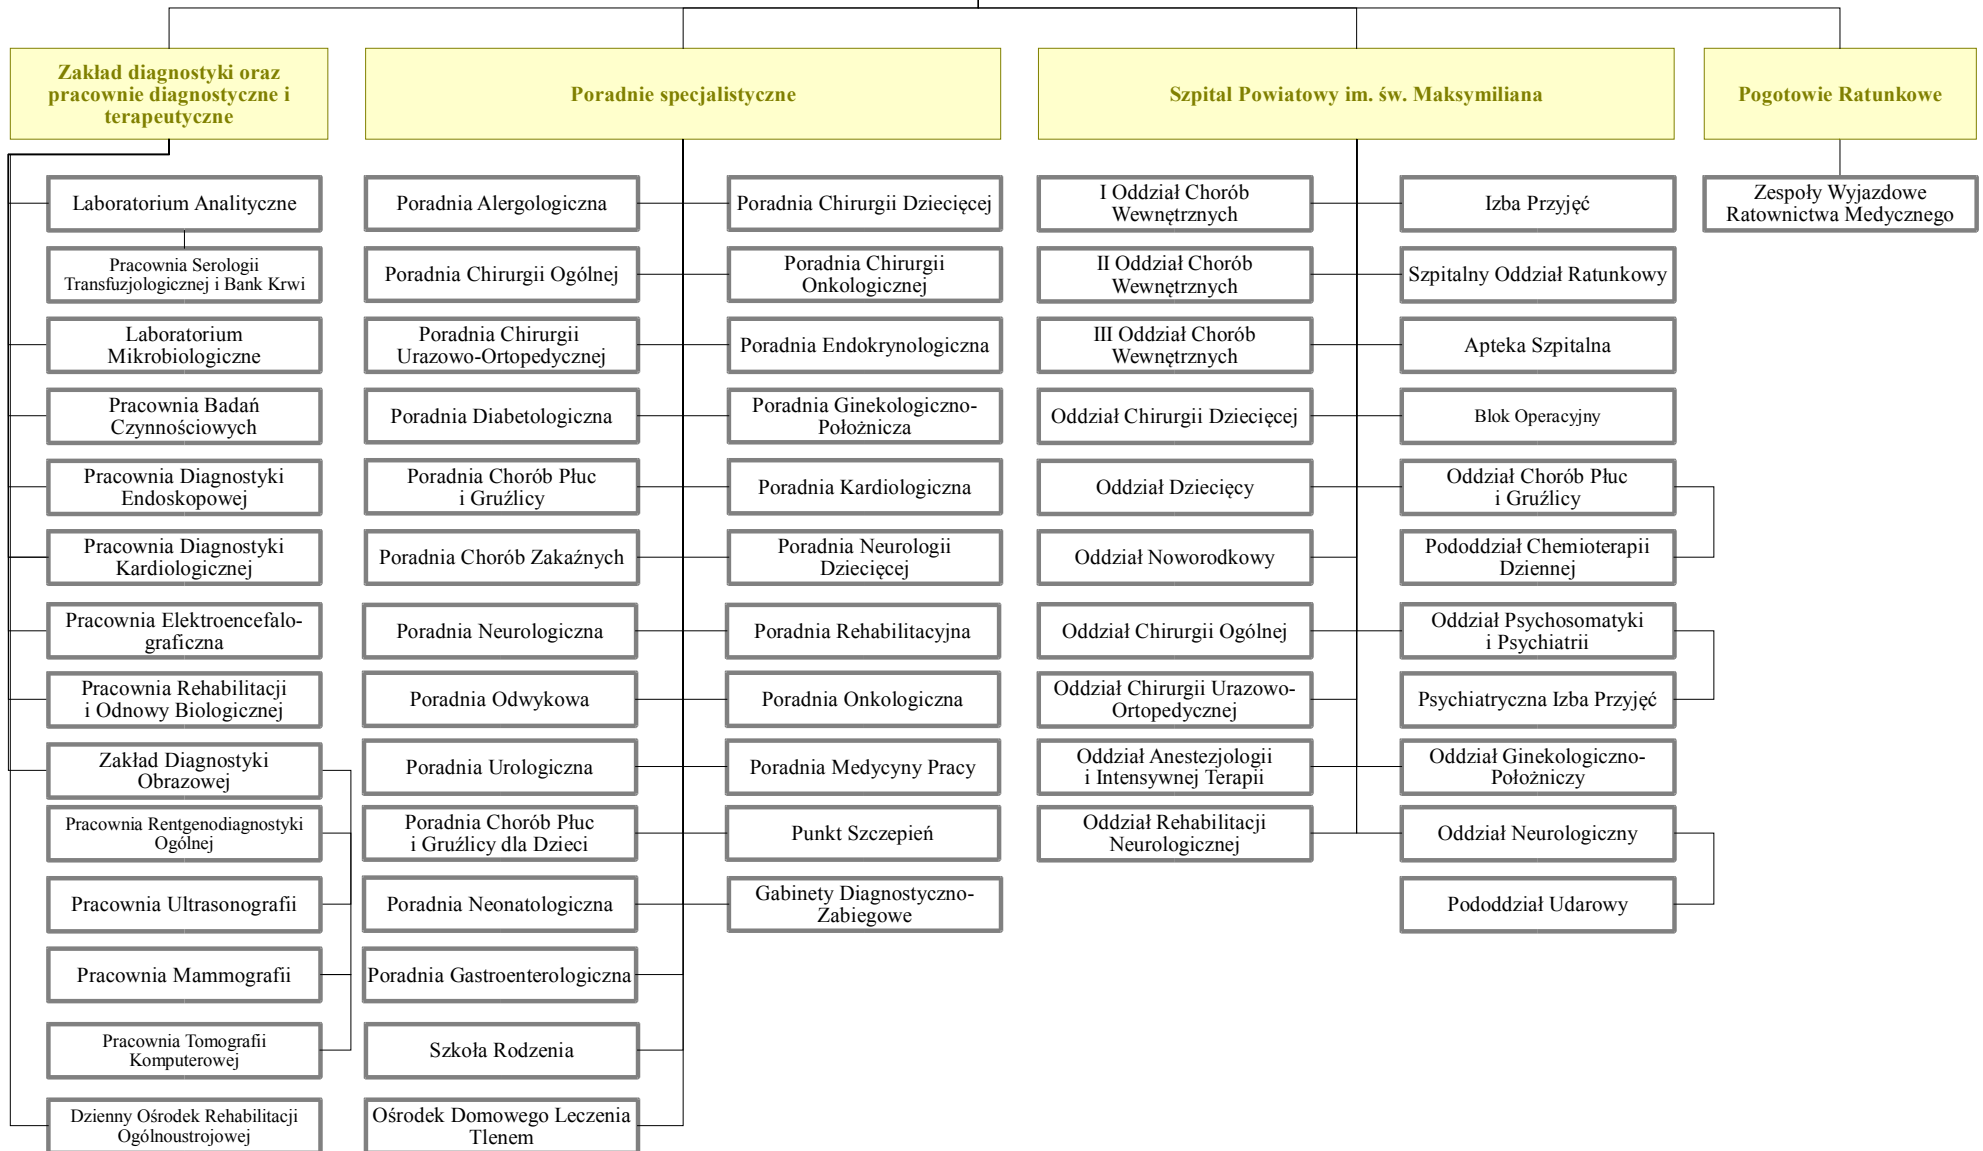 Zakład diagnostyki oraz
pracownie diagnostyczne i
terapeutyczne
Poradnie specjalistyczne
Szpital Powiatowy im. św. Maksymiliana
Pogotowie Ratunkowe
Laboratorium Analityczne
Pracownia Serologii
Transfuzjologicznej i Bank Krwi
Laboratorium
Mikrobiologiczne
Pracownia Badań
Czynnościowych
Pracownia Diagnostyki
Endoskopowej
Pracownia Diagnostyki
Kardiologicznej
Pracownia Elektroencefalo-
graficzna
Pracownia Rehabilitacji
i Odnowy Biologicznej
Zakład Diagnostyki
Obrazowej
Pracownia Rentgenodiagnostyki
Ogólnej
Pracownia Ultrasonografii
Pracownia Mammografii
Pracownia Tomografii
Komputerowej
Dzienny Ośrodek Rehabilitacji
Ogólnoustrojowej
Poradnia Alergologiczna
Poradnia Chirurgii Ogólnej
Poradnia Chirurgii
Urazowo-Ortopedycznej
Poradnia Diabetologiczna
Poradnia Chorób Płuc
i Gruźlicy
Poradnia Chorób Zakaźnych
Poradnia Neurologiczna
Poradnia Odwykowa
Poradnia Urologiczna
Poradnia Chorób Płuc
i Gruźlicy dla Dzieci
Poradnia Neonatologiczna
Poradnia Gastroenterologiczna
Szkoła Rodzenia
Ośrodek Domowego Leczenia
Tlenem
Poradnia Chirurgii Dziecięcej
Poradnia Chirurgii
Onkologicznej
Poradnia Endokrynologiczna
Poradnia Ginekologiczno-
Położnicza
Poradnia Kardiologiczna
Poradnia Neurologii
Dziecięcej
Poradnia Rehabilitacyjna
Poradnia Onkologiczna
Poradnia Medycyny Pracy
Punkt Szczepień
Gabinety Diagnostyczno-
Zabiegowe
I Oddział Chorób
Wewnętrznych
II Oddział Chorób
Wewnętrznych
III Oddział Chorób
Wewnętrznych
Oddział Chirurgii Dziecięcej
Oddział Dziecięcy
Oddział Noworodkowy
Oddział Chirurgii Ogólnej
Oddział Chirurgii Urazowo-
Ortopedycznej
Oddział Anestezjologii
i Intensywnej Terapii
Oddział Rehabilitacji
Neurologicznej
Izba Przyjęć
Szpitalny Oddział Ratunkowy
Apteka Szpitalna
Blok Operacyjny
Oddział Chorób Płuc
i Gruźlicy
Pododdział Chemioterapii
Dziennej
Oddział Psychosomatyki
i Psychiatrii
Psychiatryczna Izba Przyjęć
Oddział Ginekologiczno-
Położniczy
Oddział Neurologiczny
Pododdział Udarowy
Zespoły Wyjazdowe
Ratownictwa Medycznego